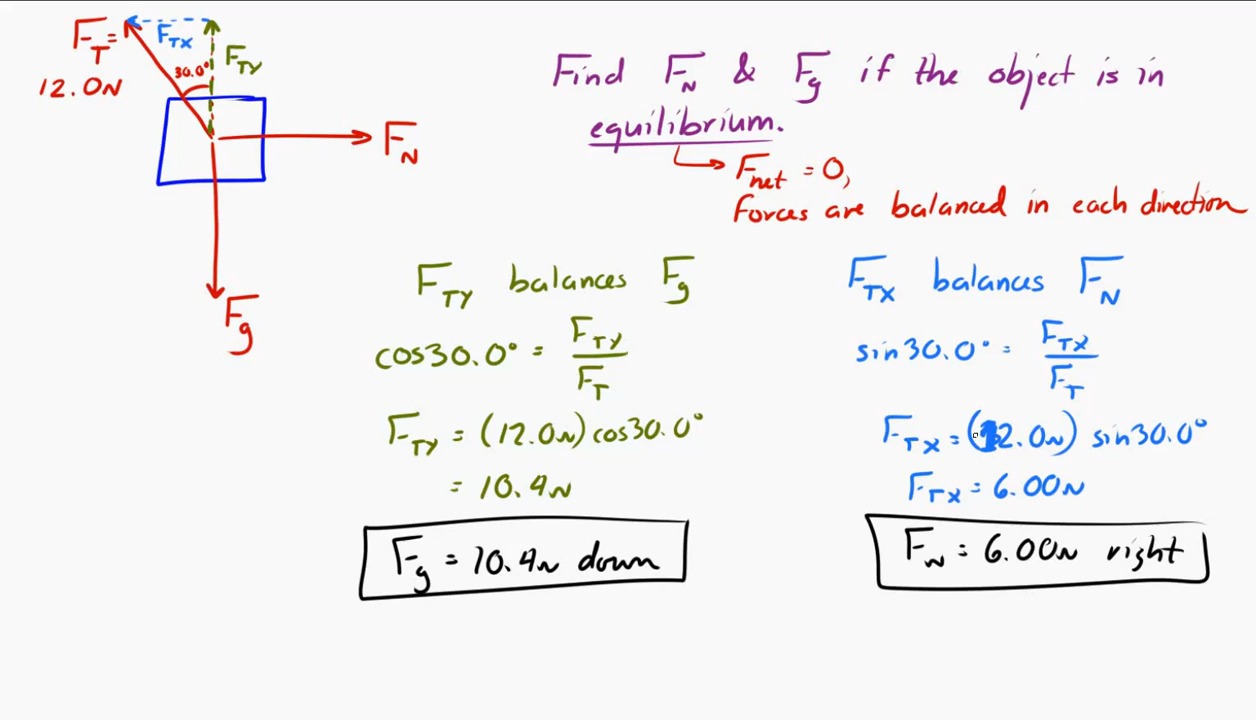 F_T =
12.0N
F_TX
F_TY
30.0°
F_N
F_g
Find F_N & F_g if the object is in
equilibrium.
F_net = 0,
forces are balanced in each direction
F_TY balances F_g
cos30.0° = F_TY / F_T
F_TY = (12.0N) cos30.0°
= 10.4N
F_g = 10.4N down
F_TX balances F_N
sin30.0° = F_TX / F_T
F_TX = (12.0N) sin30.0°
F_TX = 6.00N
F_N = 6.00N right